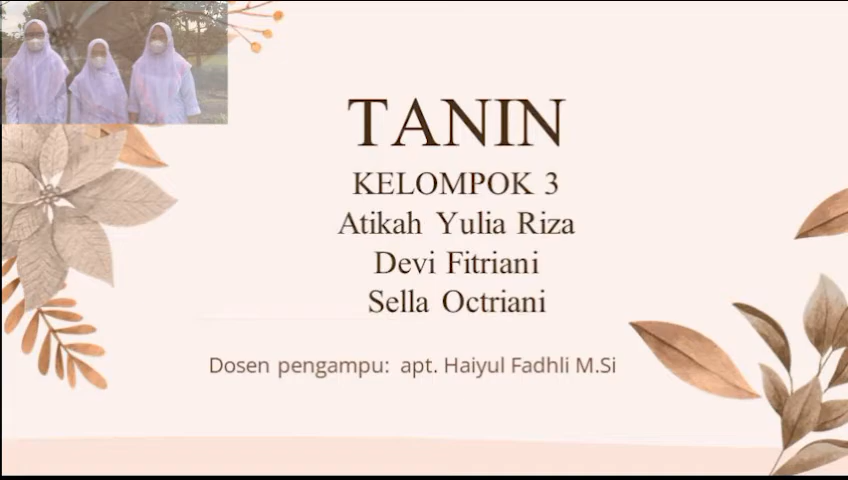 TANIN
KELOMPOK 3
Atikah Yulia Riza
Devi Fitriani
Sella Octriani
Dosen pengampu: apt. Haiyul Fadhli M.Si